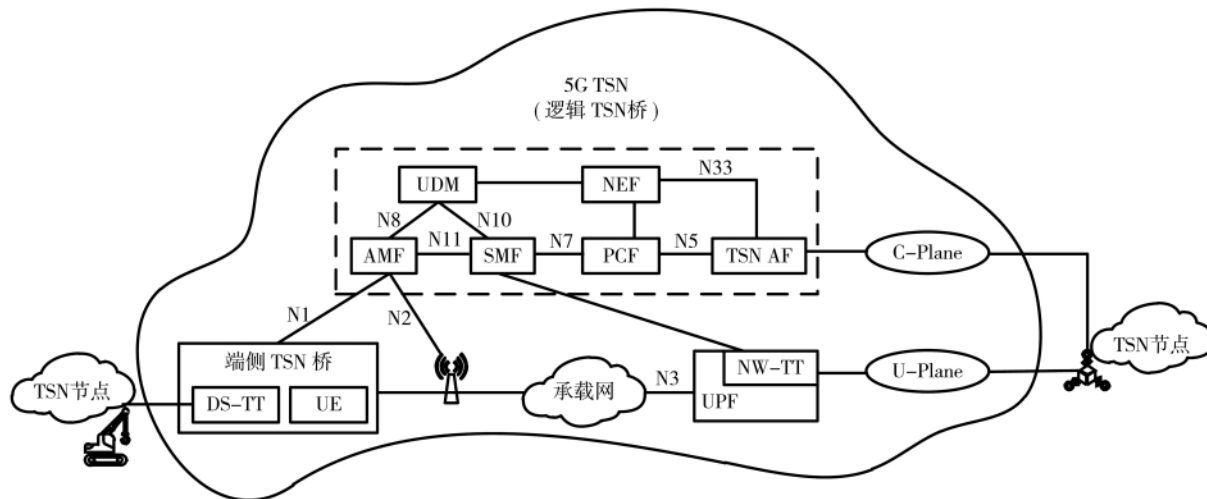 5G TSN
(逻辑 TSN桥)
N33
UDM
NEF
N8
N10
AMF
N11
SMF
N7
PCF
N5
TSN AF
C-Plane
N1
N2
端侧 TSN 桥
TSN节点
DS-TT
UE
承载网
N3
NW-TT
UPF
U-Plane
TSN节点